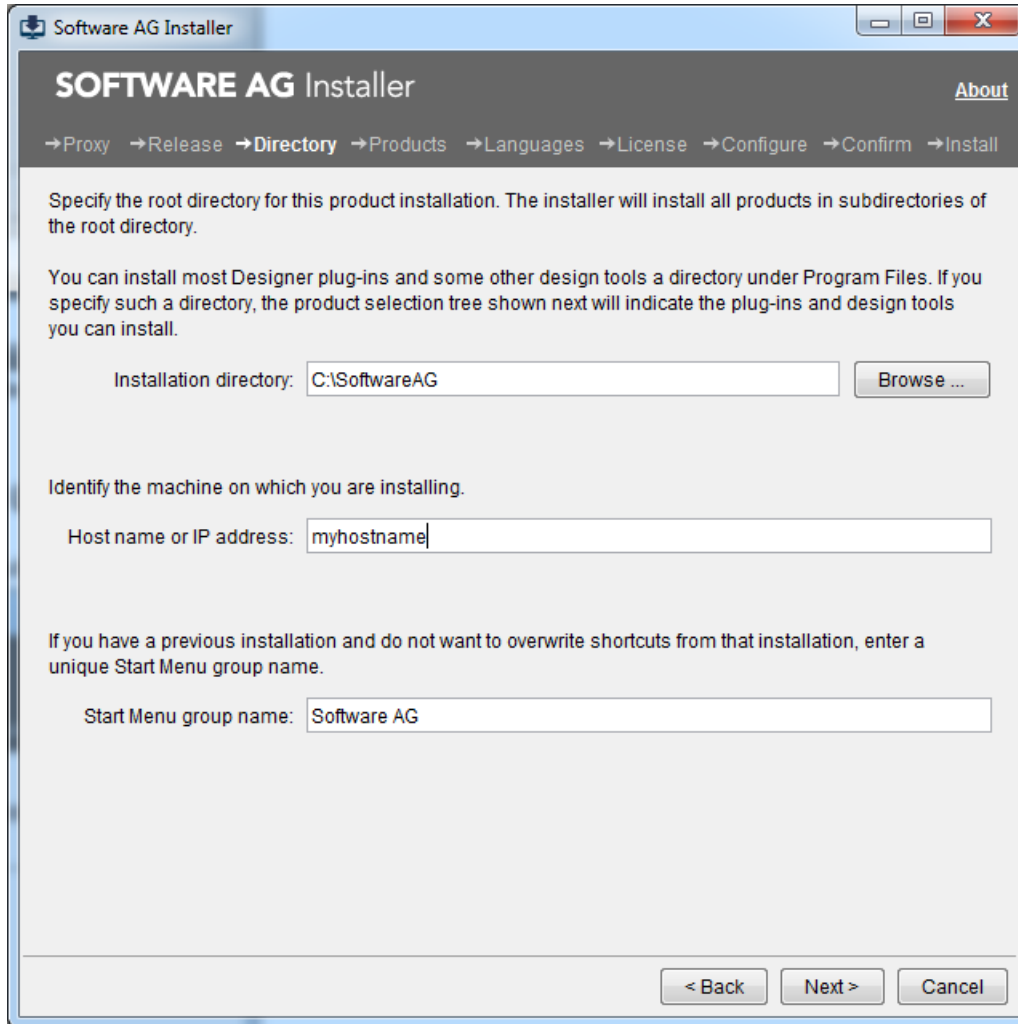 Software AG Installer
SOFTWARE AG Installer
About
→Proxy →Release →Directory →Products →Languages →License →Configure →Confirm →Install
Specify the root directory for this product installation. The installer will install all products in subdirectories of
the root directory.
You can install most Designer plug-ins and some other design tools a directory under Program Files. If you
specify such a directory, the product selection tree shown next will indicate the plug-ins and design tools
you can install.
Installation directory: C:\SoftwareAG Browse ...
Identify the machine on which you are installing.
Host name or IP address: myhostname
If you have a previous installation and do not want to overwrite shortcuts from that installation, enter a
unique Start Menu group name.
Start Menu group name: Software AG
< Back Next > Cancel